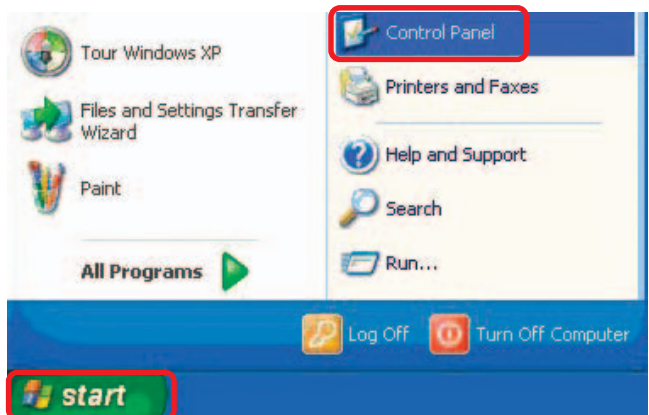 Tour Windows XP
Files and Settings Transfer
Wizard
Paint
All Programs
Control Panel
Printers and Faxes
Help and Support
Search
Run...
Log Off
Turn Off Computer
start